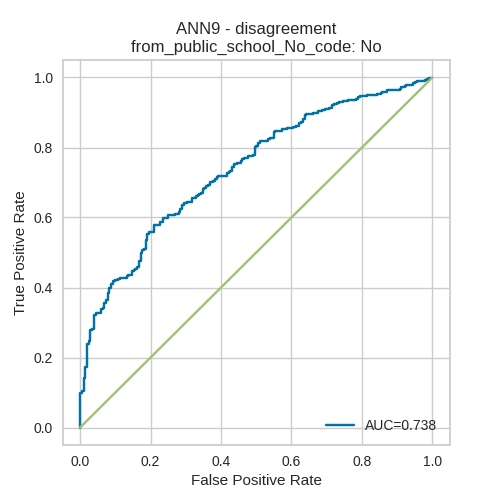 ANN9 - disagreement
from_public_school_No_code: No
1.0
0.8
0.6
0.4
0.2
0.0
True Positive Rate
AUC=0.738
0.0 0.2 0.4 0.6 0.8 1.0
False Positive Rate